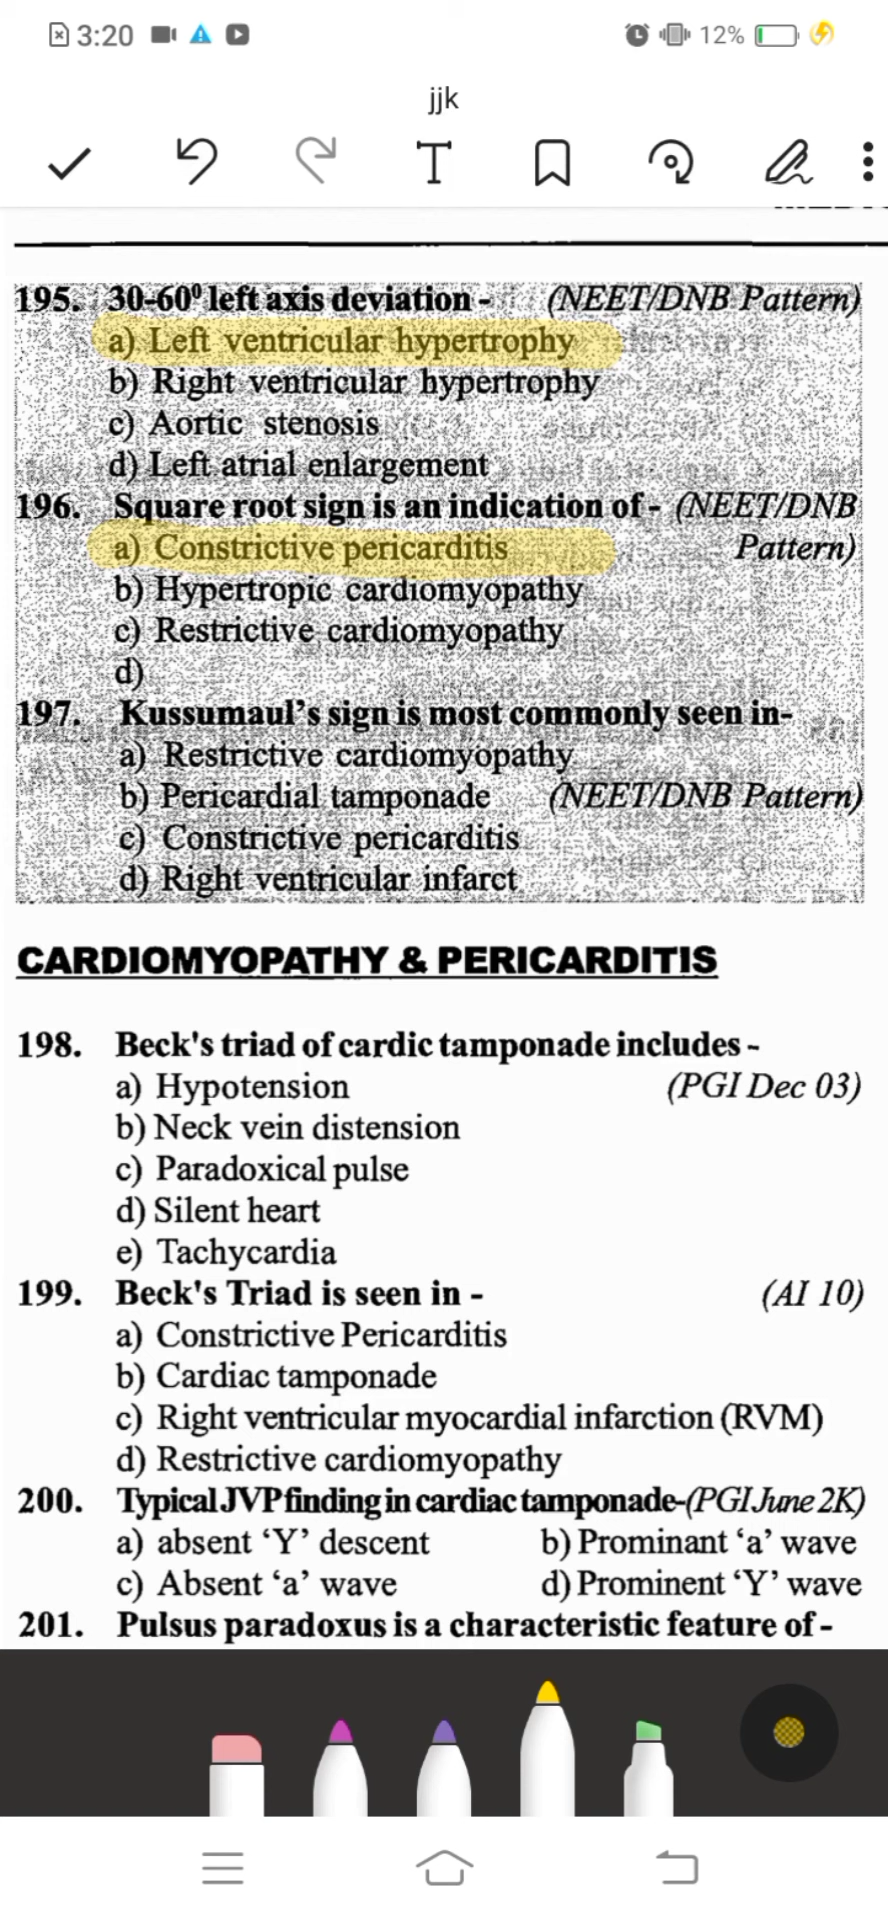 3:20 12%
jjk
T
195. 30-60⁰ left axis deviation - (NEET/DNB Pattern)
a) Left ventricular hypertrophy
b) Right ventricular hypertrophy
c) Aortic stenosis
d) Left atrial enlargement
196. Square root sign is an indication of - (NEET/DNB
a) Constrictive pericarditis Pattern)
b) Hypertropic cardiomyopathy
c) Restrictive cardiomyopathy
d)
197. Kussumaul's sign is most commonly seen in-
a) Restrictive cardiomyopathy
b) Pericardial tamponade (NEET/DNB Pattern)
c) Constrictive pericarditis
d) Right ventricular infarct
CARDIOMYOPATHY & PERICARDITIS
198. Beck's triad of cardic tamponade includes -
a) Hypotension (PGI Dec 03)
b) Neck vein distension
c) Paradoxical pulse
d) Silent heart
e) Tachycardia
199. Beck's Triad is seen in - (AI 10)
a) Constrictive Pericarditis
b) Cardiac tamponade
c) Right ventricular myocardial infarction (RVM)
d) Restrictive cardiomyopathy
200. Typical JVP finding in cardiac tamponade-(PGI June 2K)
a) absent 'Y' descent b) Prominant 'a' wave
c) Absent 'a' wave d) Prominent 'Y' wave
201. Pulsus paradoxus is a characteristic feature of -